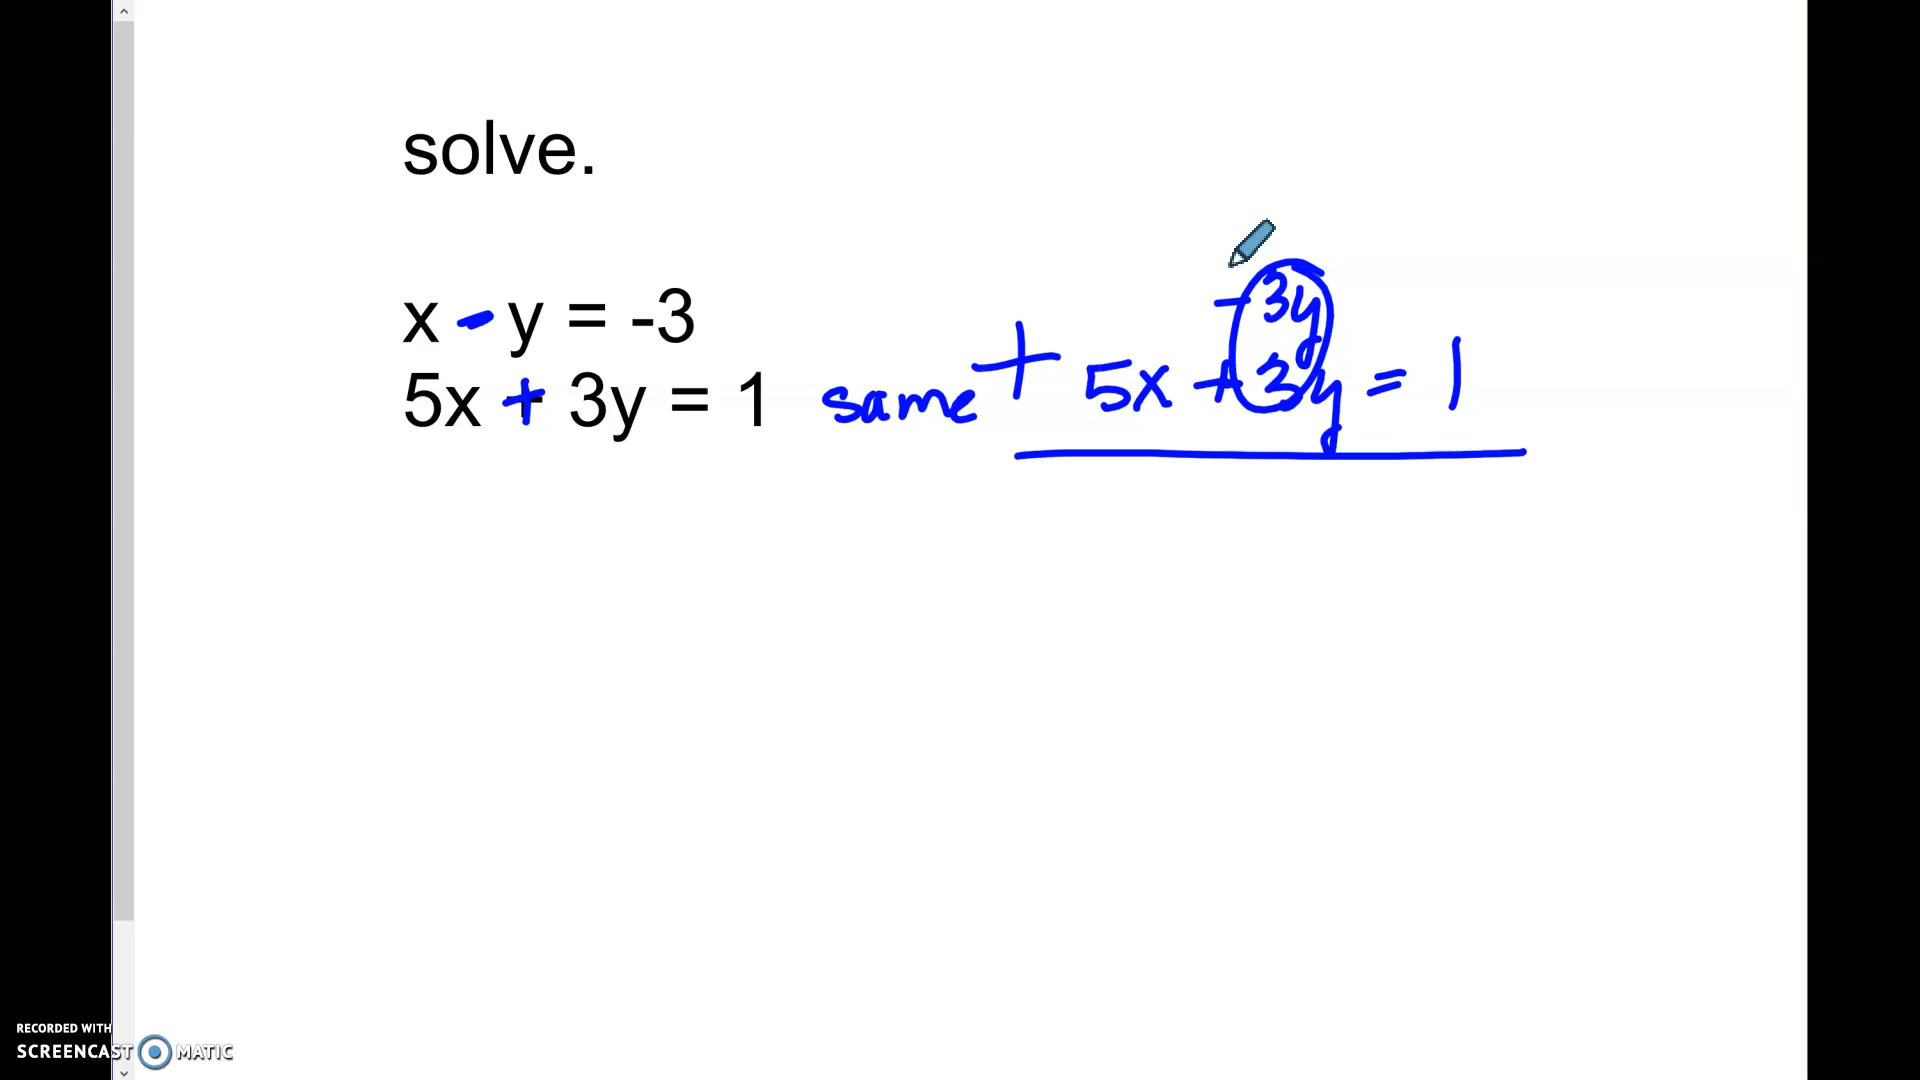 solve.
x - y = -3
5x + 3y = 1
same
- 3y
+ 5x + 3y = 1
RECORDED WITH
SCREENCAST MATIC